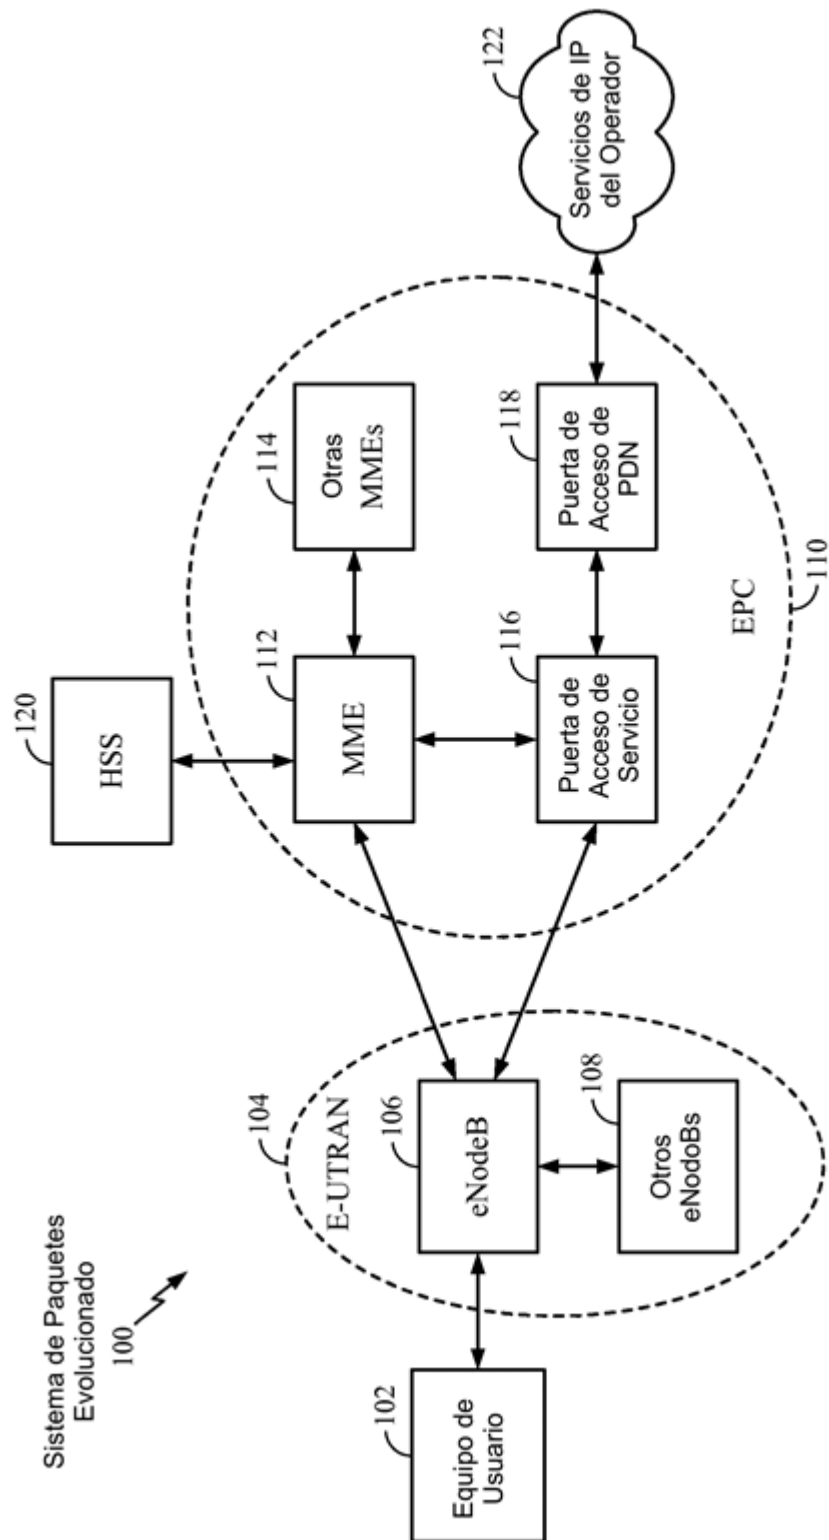 Sistema de Paquetes
Evolucionado
100
102
Equipo de
Usuario
104
E-UTRAN
106
eNodeB
108
Otros
eNodoBs
120
HSS
112
MME
114
Otras
MMEs
116
Puerta de
Acceso de
Servicio
118
Puerta de
Acceso de
PDN
EPC
110
122
Servicios de IP
del Operador